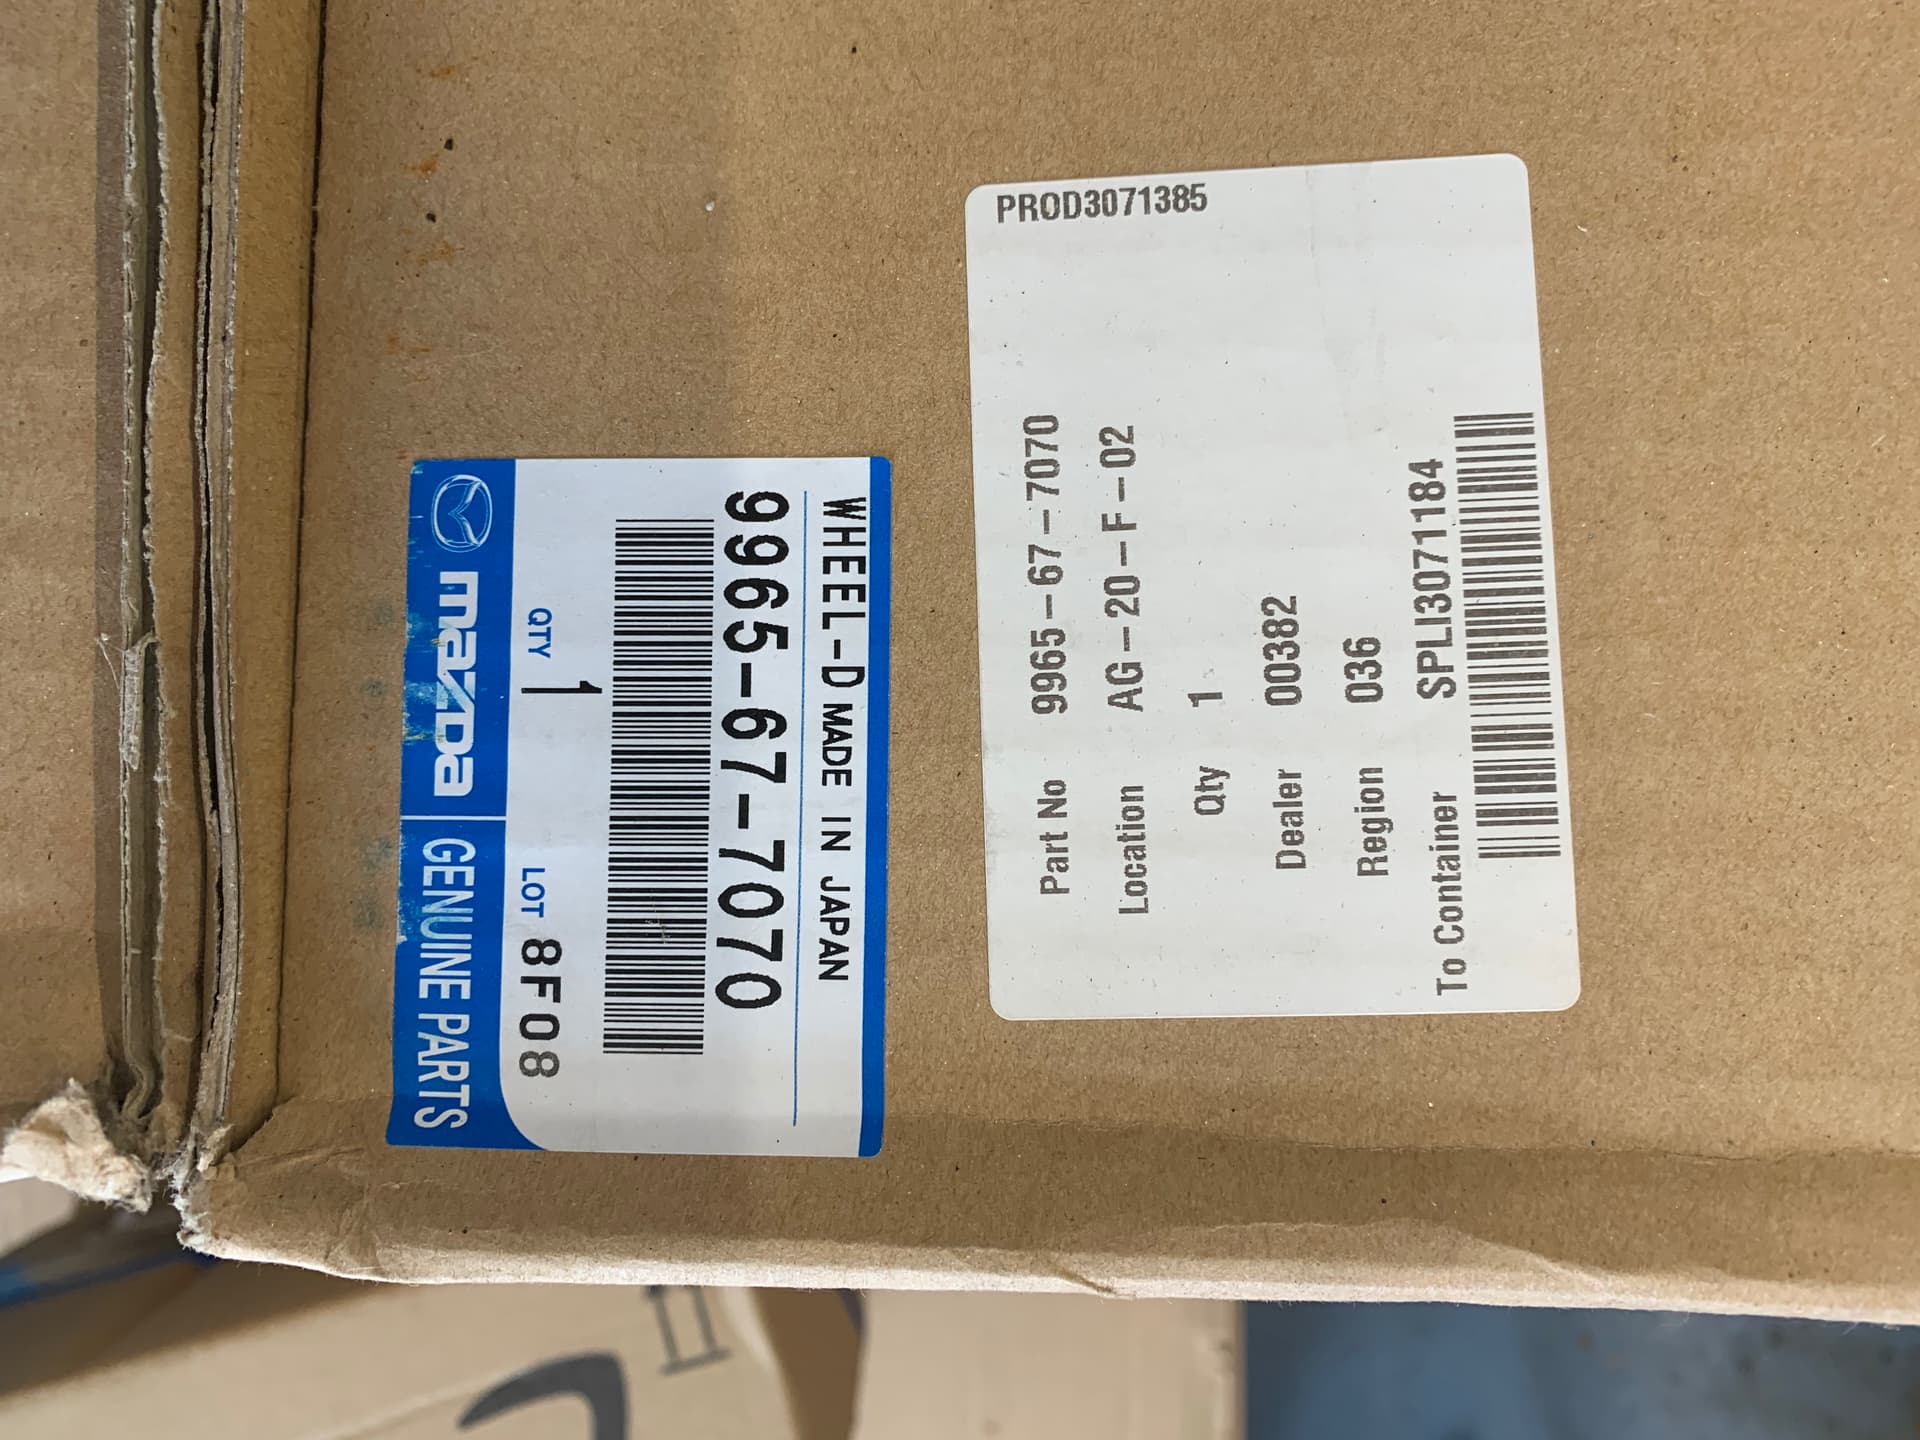 mazda GENUINE PARTS
QTY 1 LOT 8F08
9965-67-7070
WHEEL-D MADE IN JAPAN
PROD3071385
Part No 9965-67-7070
Location AG-20-F-02
Qty 1
Dealer 00382
Region 036
To Container SPLI3071184